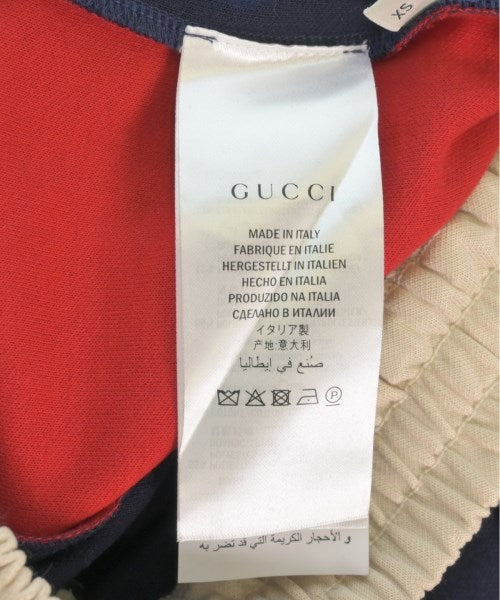 XS
GUCCI
MADE IN ITALY
FABRIQUE EN ITALIE
HERGESTELLT IN ITALIEN
HECHO EN ITALIA
PRODUZIDO NA ITALIA
СДЕЛАНО В ИТАЛИИ
イタリア製
产地:意大利
صُنع في إيطاليا
P
و الأحجار الكريمة التي قد تضر به